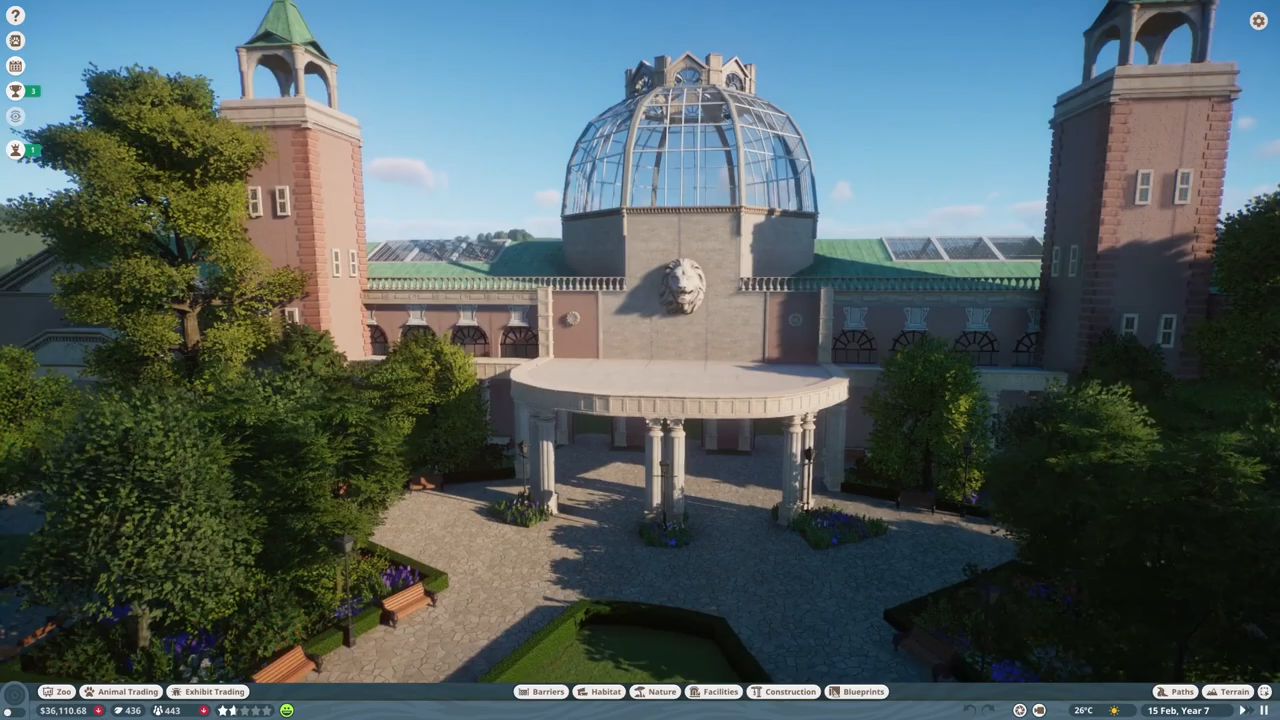 ?
3
1
Zoo
Animal Trading
Exhibit Trading
Barriers
Habitat
Nature
Facilities
Construction
Blueprints
Paths
Terrain
$36,110.68
436
443
26°C
15 Feb, Year 7